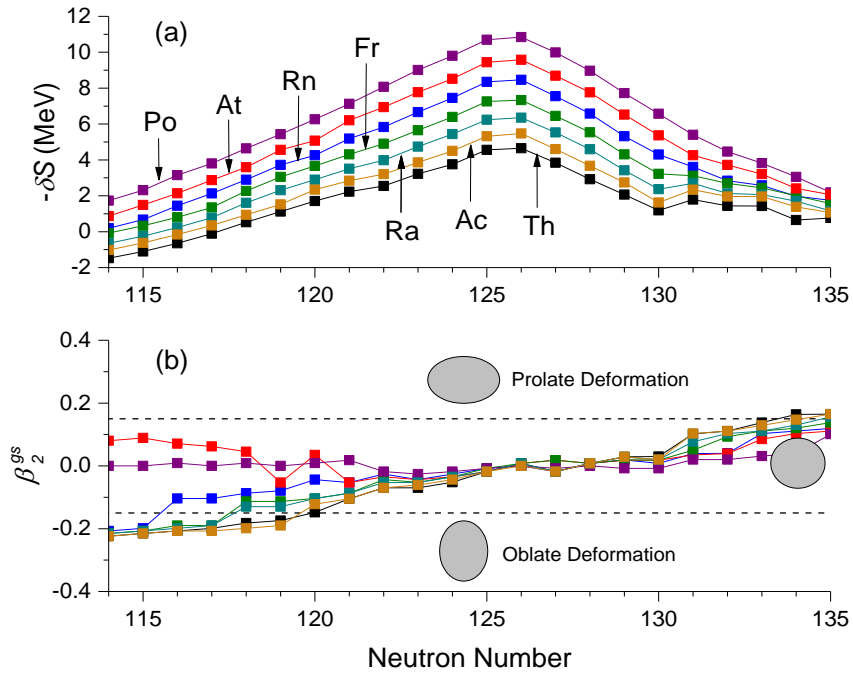 (a)
-δS (MeV)
12
10
8
6
4
2
0
-2
Po
At
Rn
Fr
Ra
Ac
Th
115
120
125
130
135
(b)
β₂ᵍˢ
0.4
0.2
0.0
-0.2
-0.4
Prolate Deformation
Oblate Deformation
115
120
125
130
135
Neutron Number